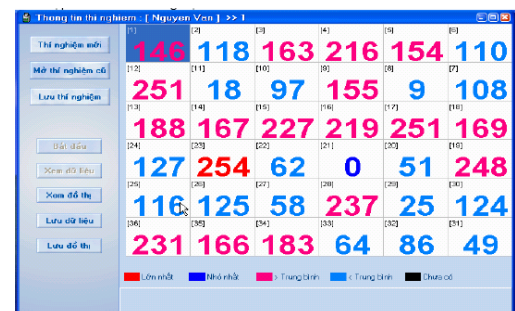 Thong tin thí nghiem : [ Nguyen Van ] >> 1
Thí nghiệm mới
Mở thí nghiệm cũ
Lưu thí nghiệm
Bắt đầu
Xem dữ liệu
Xem đồ thị
Lưu dữ liệu
Lưu đồ thị
[1] [2] [3] [4] [5] [6]
146 118 163 216 154 110
[12] [11] [10] [9] [8] [7]
251 18 97 155 9 108
[13] [14] [15] [16] [17] [18]
188 167 227 219 251 169
[24] [23] [22] [21] [20] [19]
127 254 62 0 51 248
[25] [26] [27] [28] [29] [30]
116 125 58 237 25 124
[36] [35] [34] [33] [32] [31]
231 166 183 64 86 49
Lớn nhất Nhỏ nhất > Trung bình < Trung bình Chưa có